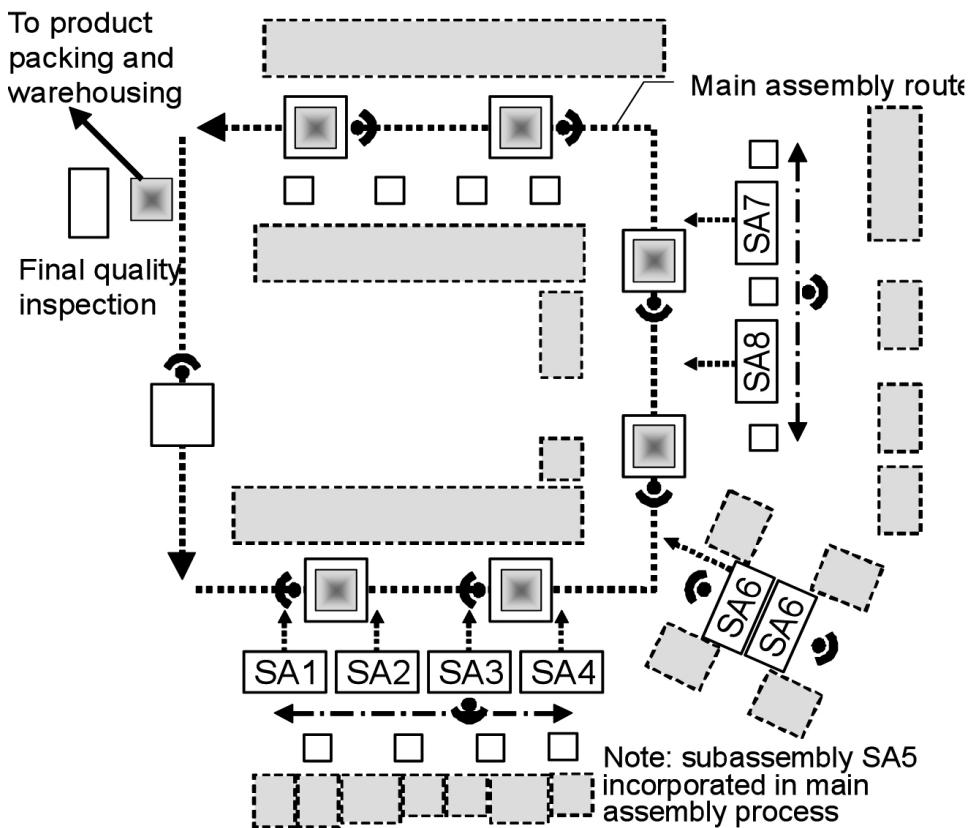 To product
packing and
warehousing
Main assembly route
SA7
Final quality
inspection
SA8
SA6
SA6
SA1
SA2
SA3
SA4
Note: subassembly SA5
incorporated in main
assembly process